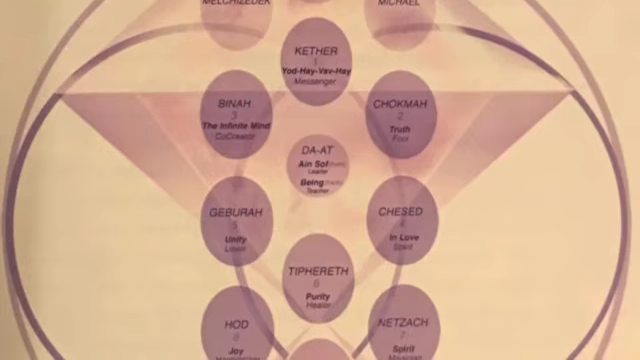 MELCHIZEDEK
MICHAEL
KETHER
1
Yod-Hay-Vav-Hay
Messenger
BINAH
3
The Infinite Mind
CoCreator
CHOKMAH
2
Truth
DA-AT
Ain Sof
Leader
Being
Teacher
GEBURAH
5
Unity
Lover
CHESED
4
In Love
Spirit
TIPHERETH
6
Purity
Healer
HOD
8
Joy
NETZACH
7
Spirit